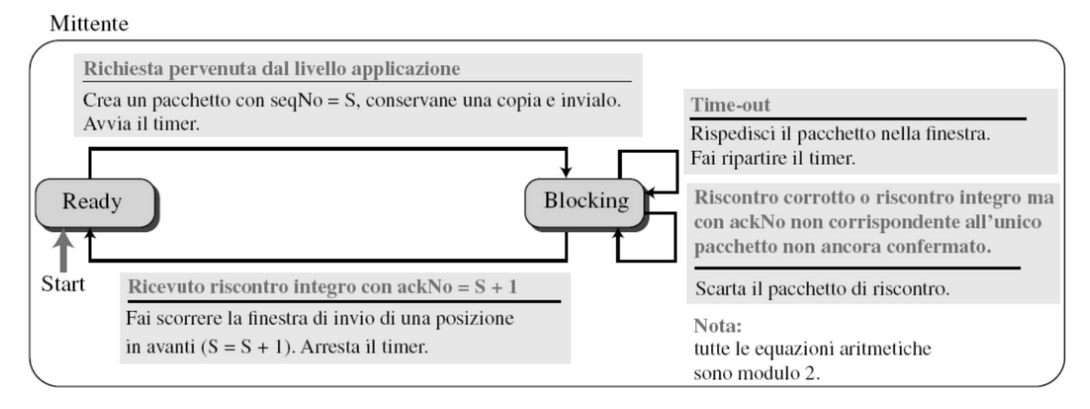 Mittente
Richiesta pervenuta dal livello applicazione
Crea un pacchetto con seqNo = S, conservane una copia e invialo.
Avvia il timer.
Time-out
Rispedisci il pacchetto nella finestra.
Fai ripartire il timer.
Ready
Blocking
Riscontro corrotto o riscontro integro ma
con ackNo non corrispondente all'unico
pacchetto non ancora confermato.
Scarta il pacchetto di riscontro.
Start
Ricevuto riscontro integro con ackNo = S + 1
Fai scorrere la finestra di invio di una posizione
in avanti (S = S + 1). Arresta il timer.
Nota:
tutte le equazioni aritmetiche
sono modulo 2.